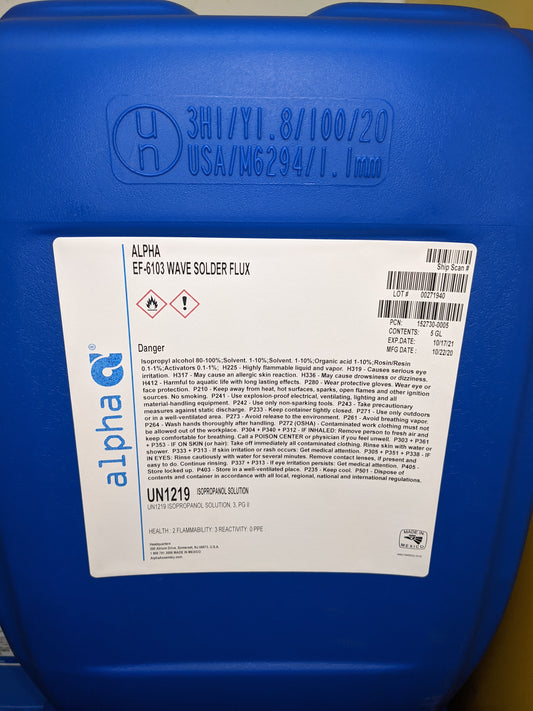 un
3H1/Y1.8/100/20
USA/M6294/1.1mm
ALPHA
EF-6103 WAVE SOLDER FLUX
Ship Scan #
LOT # 00271940
PCN: 152730-0005
CONTENTS: 5 GL
EXP.DATE: 10/17/21
MFG DATE: 10/22/20
alpha
Danger
Isopropyl alcohol 80-100%;Solvent. 1-10%;Solvent. 1-10%;Organic acid 1-10%;Rosin/Resin
0.1-1%;Activators 0.1-1%; H225 - Highly flammable liquid and vapor. H319 - Causes serious eye
irritation. H317 - May cause an allergic skin reaction. H336 - May cause drowsiness or dizziness.
H412 - Harmful to aquatic life with long lasting effects. P280 - Wear protective gloves. Wear eye or
face protection. P210 - Keep away from heat, hot surfaces, sparks, open flames and other ignition
sources. No smoking. P241 - Use explosion-proof electrical, ventilating, lighting and all
material-handling equipment. P242 - Use only non-sparking tools. P243 - Take precautionary
measures against static discharge. P233 - Keep container tightly closed. P271 - Use only outdoors
or in a well-ventilated area. P273 - Avoid release to the environment. P261 - Avoid breathing vapor.
P264 - Wash hands thoroughly after handling. P272 (OSHA) - Contaminated work clothing must not
be allowed out of the workplace. P304 + P340 + P312 - IF INHALED: Remove person to fresh air and
keep comfortable for breathing. Call a POISON CENTER or physician if you feel unwell. P303 + P361
+ P353 - IF ON SKIN (or hair): Take off immediately all contaminated clothing. Rinse skin with water or
shower. P333 + P313 - If skin irritation or rash occurs: Get medical attention. P305 + P351 + P338 - IF
IN EYES: Rinse cautiously with water for several minutes. Remove contact lenses, if present and
easy to do. Continue rinsing. P337 + P313 - If eye irritation persists: Get medical attention. P405 -
Store locked up. P403 - Store in a well-ventilated place. P235 - Keep cool. P501 - Dispose of
contents and container in accordance with all local, regional, national and international regulations.
UN1219 ISOPROPANOL SOLUTION
UN1219 ISOPROPANOL SOLUTION, 3, PG II
HEALTH : 2 FLAMMABILITY: 3 REACTIVITY: 0 PPE :
MADE IN
MEXICO
Headquarters